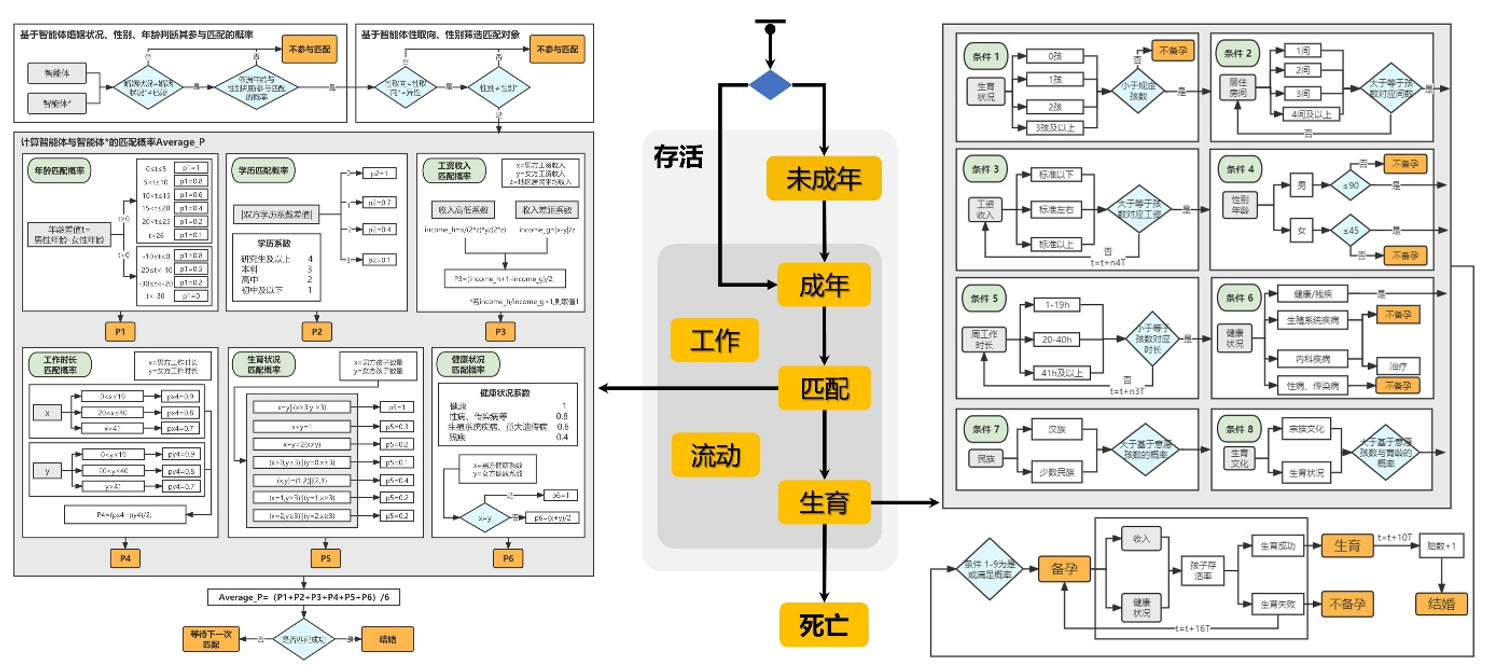 基于智能体婚姻状况、性别、年龄判断其参与匹配的概率
智能体
智能体*
否
否
不参与匹配
是
依据年龄与
性别判断参与匹配
的概率
是
基于智能体性取向、性别筛选匹配对象
否
否
不参与匹配
是
性别≠性别*
是
计算智能体与智能体*的匹配概率Average_P
年龄匹配概率
年龄差值t=
男性年龄-女性年龄
t>0
t<0
0≤t≤5
p1=1
5<t≤10
p1=0.8
10<t≤15
p1=0.6
15<t≤20
p1=0.4
20<t≤25
p1=0.2
t>26
p1=0.1
-10≤t<0
p1=0.8
20≤t<-10
p1=0.5
-30≤t<-20
p1=0.2
t<-30
p1=0
P1
学历匹配概率
|双方学历系数差值|
0
p2=1
1
p2=0.7
2
p2=0.4
3
p2=0.1
学历系数
研究生及以上 4
本科 3
高中 2
初中及以下 1
P2
工资收入
匹配概率
x=男方工资收入
y=女方工资收入
z=地区居民平均收入
收入高低系数
收入差距系数
income_h=x/(2*z)*yz/(2*z)
income_g=|x-y|/z
P3=(income_h+1-income_g)/2;
*若income_h/income_g>1,则取值1
P3
工作时长
匹配概率
x=男方工作时长
y=女方工作时长
x
0<x≤19
px4=0.9
20<x≤40
px4=0.8
x>41
px4=0.7
y
0<y≤19
py4=0.9
20<y≤40
py4=0.8
y>41
py4=0.7
P4=(px4+py4)/2;
P4
生育状况
匹配概率
x=男方孩子数量
y=女方孩子数量
x=y||(x≥3,y≥3)
p5=1
x+y=1
p5=0.3
x-y=2(x≠y)
p5=0.2
(x>0,y≥3)||(y=0,x≥3)
p5=0.1
(x,y)=(1,2)||(2,1)
p5=0.4
(x=1,y≥3)||(y=1,x≥3)
p5=0.2
(x=2,y≥3)||(y=2,x≥3)
p5=0.2
P5
健康状况
匹配概率
健康状况系数
健康 1
性病、传染病等 0.8
生殖系统疾病、重大遗传病 0.6
残疾 0.4
x=男方健康系数
y=女方健康系数
x=y
是
p6=1
否
p6=(x+y)/2
P6
Average_P=（P1+P2+P3+P4+P5+P6）/6
等待下一次
匹配
否
是否匹配成功
是
结婚
存活
未成年
成年
工作
匹配
流动
生育
死亡
条件 1
生育
状况
0孩
1孩
2孩
3孩及以上
小于规定
孩数
否
不备孕
是
条件 2
居住
房间
1间
2间
3间
4间及以上
大于等于孩
数对应间数
是
否
条件 3
工资
收入
标准以下
标准左右
标准以上
大于等于孩
数对应工资
是
否
t=t+n4T
条件 4
性别
年龄
男
≤90
否
不备孕
是
女
≤45
是
否
不备孕
条件 5
周工作
时长
1-19h
20-40h
41h及以上
小于等于
孩数对应
时长
是
否
t=t+n3T
条件 6
健康
状况
健康/残疾
是
生殖系统疾病
不备孕
内科疾病
治疗
性病、传染病
不备孕
条件 7
民族
汉族
少数民族
大于基于意愿
孩数的概率
条件 8
生育
文化
宗族文化
生育状况
大于基于意愿
孩数与育龄的
概率
条件 1-9为是
或满足概率
备孕
收入
健康
状况
孩子存
活率
生育成功
生育失败
生育
t=t+10T
胎数+1
结婚
不备孕
t=t+16T